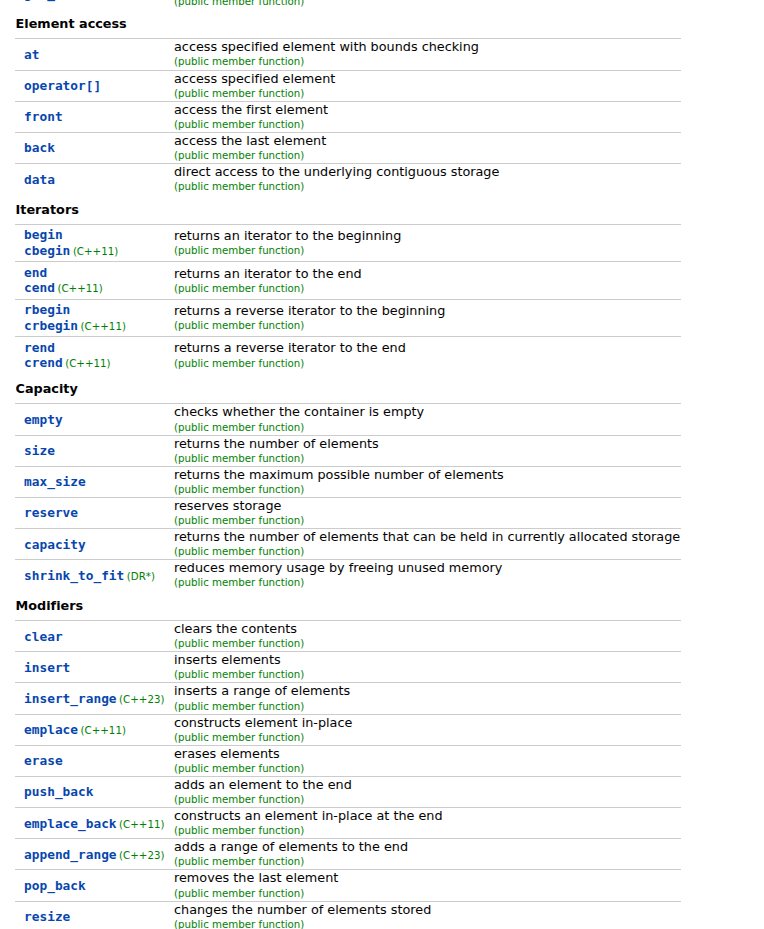 (public member function)
Element access
at access specified element with bounds checking
(public member function)
operator[] access specified element
(public member function)
front access the first element
(public member function)
back access the last element
(public member function)
data direct access to the underlying contiguous storage
(public member function)
Iterators
begin
cbegin (C++11)
returns an iterator to the beginning
(public member function)
end
cend (C++11)
returns an iterator to the end
(public member function)
rbegin
crbegin (C++11)
returns a reverse iterator to the beginning
(public member function)
rend
crend (C++11)
returns a reverse iterator to the end
(public member function)
Capacity
empty checks whether the container is empty
(public member function)
size returns the number of elements
(public member function)
max_size returns the maximum possible number of elements
(public member function)
reserve reserves storage
(public member function)
capacity returns the number of elements that can be held in currently allocated storage
(public member function)
shrink_to_fit (DR*) reduces memory usage by freeing unused memory
(public member function)
Modifiers
clear clears the contents
(public member function)
insert inserts elements
(public member function)
insert_range (C++23) inserts a range of elements
(public member function)
emplace (C++11) constructs element in-place
(public member function)
erase erases elements
(public member function)
push_back adds an element to the end
(public member function)
emplace_back (C++11) constructs an element in-place at the end
(public member function)
append_range (C++23) adds a range of elements to the end
(public member function)
pop_back removes the last element
(public member function)
resize changes the number of elements stored
(public member function)